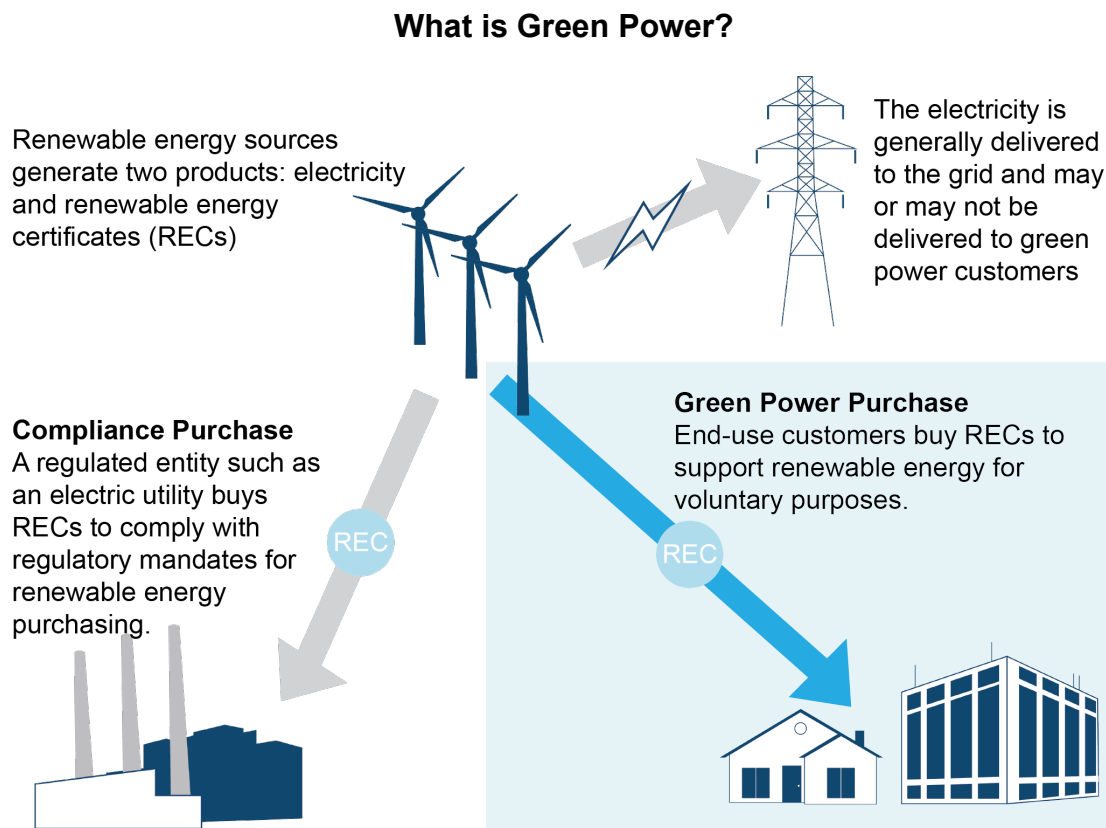 What is Green Power?
Renewable energy sources
generate two products: electricity
and renewable energy
certificates (RECs)
The electricity is
generally delivered
to the grid and may
or may not be
delivered to green
power customers
Compliance Purchase
A regulated entity such as
an electric utility buys
RECs to comply with
regulatory mandates for
renewable energy
purchasing.
REC
Green Power Purchase
End-use customers buy RECs to
support renewable energy for
voluntary purposes.
REC